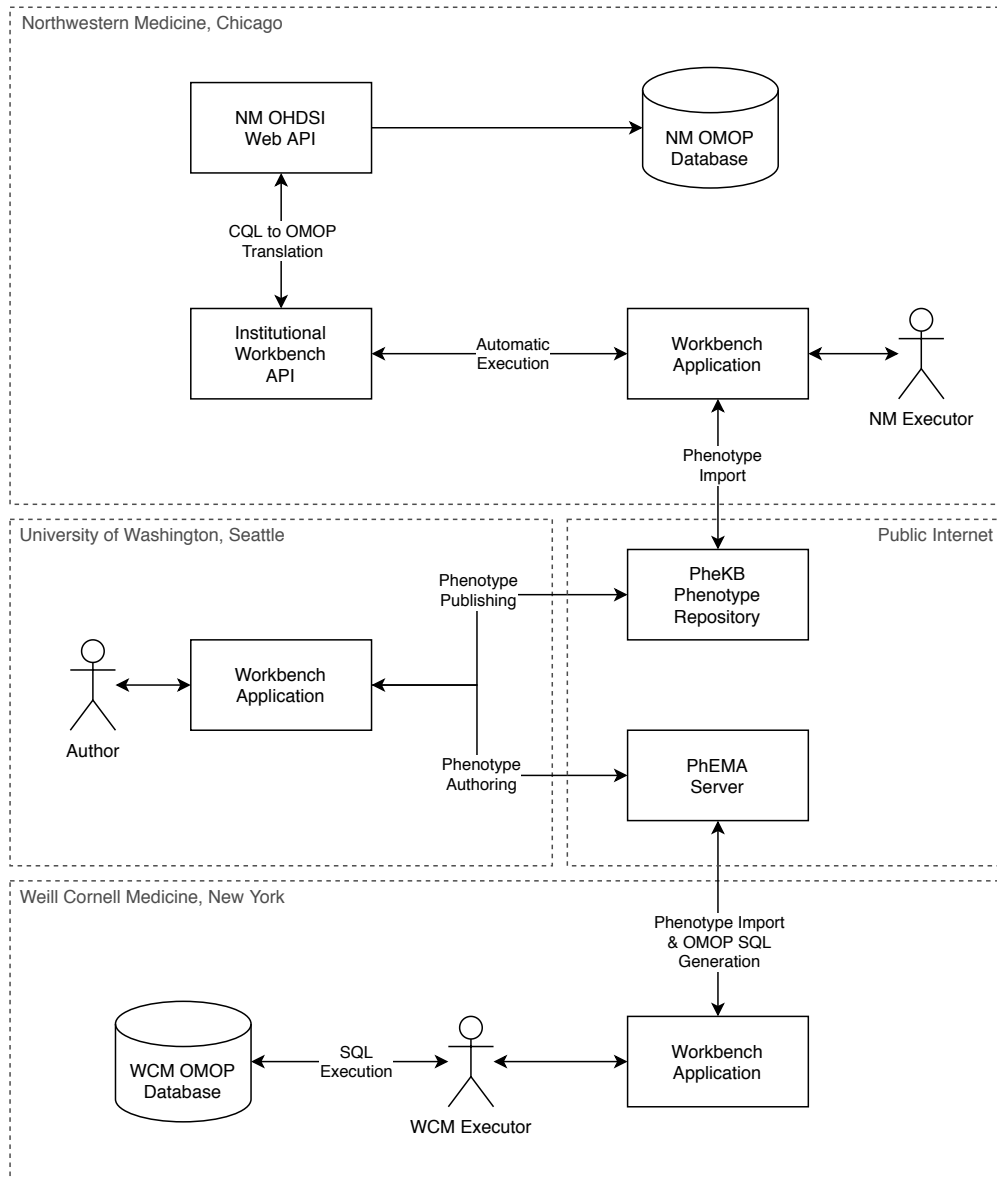 Northwestern Medicine, Chicago
NM OHDSI
Web API
NM OMOP
Database
CQL to OMOP
Translation
Institutional
Workbench
API
Automatic
Execution
Workbench
Application
NM Executor
Phenotype
Import
University of Washington, Seattle
Public Internet
Phenotype
Publishing
PheKB
Phenotype
Repository
Author
Workbench
Application
Phenotype
Authoring
PhEMA
Server
Weill Cornell Medicine, New York
Phenotype Import
& OMOP SQL
Generation
WCM OMOP
Database
SQL
Execution
WCM Executor
Workbench
Application